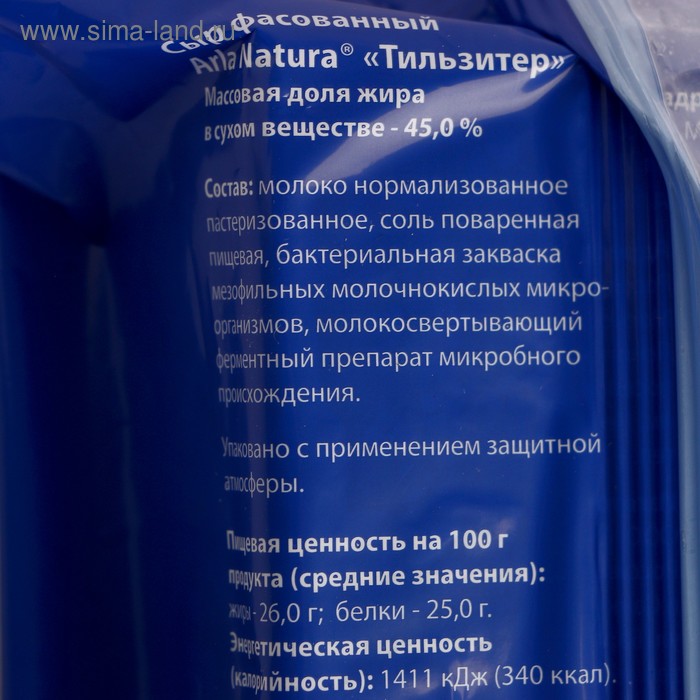 www.sima-land.ru
Сыр фасованный
Arla Natura® «Тильзитер»
Массовая доля жира
в сухом веществе - 45,0 %
Состав: молоко нормализованное
пастеризованное, соль поваренная
пищевая, бактериальная закваска
мезофильных молочнокислых микро-
организмов, молокосвертывающий
ферментный препарат микробного
происхождения.
Упаковано с применением защитной
атмосферы.
Пищевая ценность на 100 г
продукта (средние значения):
жиры - 26,0 г; белки - 25,0 г.
Энергетическая ценность
(калорийность): 1411 кДж (340 ккал).